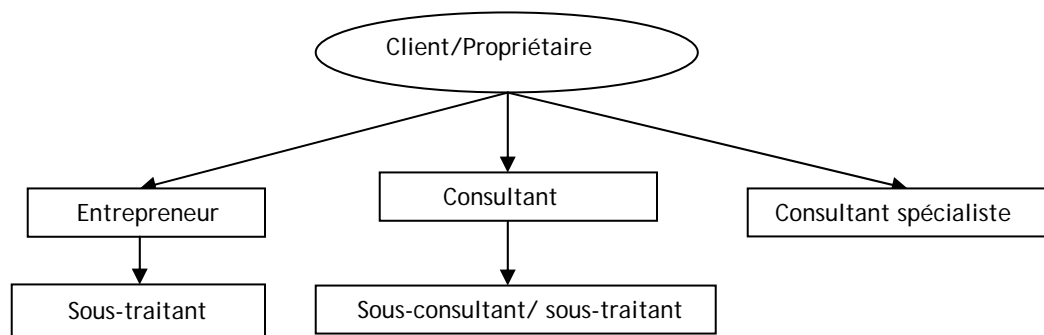 Client/Propriétaire
Entrepreneur
Consultant
Consultant spécialiste
Sous-traitant
Sous-consultant/ sous-traitant